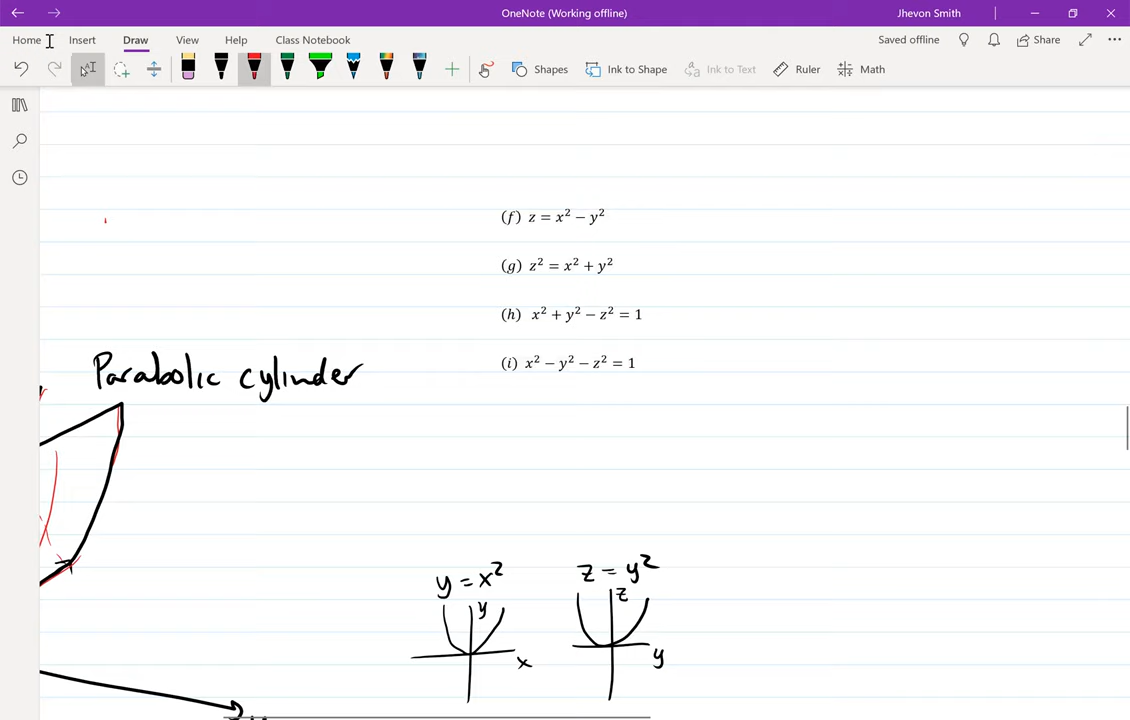 OneNote (Working offline)
Jhevon Smith
Home Insert Draw View Help Class Notebook
Saved offline Share
Shapes Ink to Shape Ink to Text Ruler Math
(f) z = x² − y²
(g) z² = x² + y²
(h) x² + y² − z² = 1
(i) x² − y² − z² = 1
Parabolic cylinder
y = x² z = y²
y z
x y